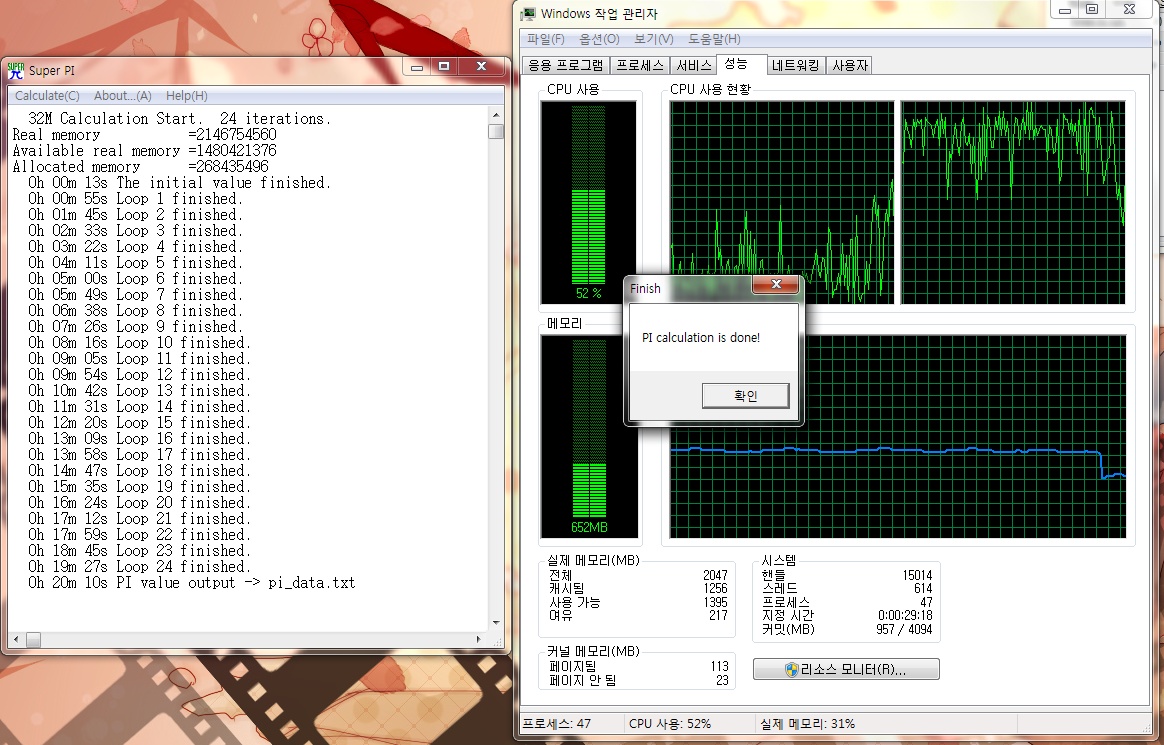 SUPER
Super PI
Calculate(C) About...(A) Help(H)
32M Calculation Start. 24 iterations.
Real memory =2146754560
Available real memory =1480421376
Allocated memory =268435496
0h 00m 13s The initial value finished.
0h 00m 55s Loop 1 finished.
0h 01m 45s Loop 2 finished.
0h 02m 33s Loop 3 finished.
0h 03m 22s Loop 4 finished.
0h 04m 11s Loop 5 finished.
0h 05m 00s Loop 6 finished.
0h 05m 49s Loop 7 finished.
0h 06m 38s Loop 8 finished.
0h 07m 26s Loop 9 finished.
0h 08m 16s Loop 10 finished.
0h 09m 05s Loop 11 finished.
0h 09m 54s Loop 12 finished.
0h 10m 42s Loop 13 finished.
0h 11m 31s Loop 14 finished.
0h 12m 20s Loop 15 finished.
0h 13m 09s Loop 16 finished.
0h 13m 58s Loop 17 finished.
0h 14m 47s Loop 18 finished.
0h 15m 35s Loop 19 finished.
0h 16m 24s Loop 20 finished.
0h 17m 12s Loop 21 finished.
0h 17m 59s Loop 22 finished.
0h 18m 45s Loop 23 finished.
0h 19m 27s Loop 24 finished.
0h 20m 10s PI value output -> pi_data.txt
Windows 작업 관리자
파일(F) 옵션(O) 보기(V) 도움말(H)
응용 프로그램 프로세스 서비스 성능 네트워킹 사용자
CPU 사용 CPU 사용 현황
52 %
Finish
PI calculation is done!
확인
메모리
652MB
실제 메모리(MB)
전체 2047
캐시됨 1256
사용 가능 1395
여유 217
커널 메모리(MB)
페이지됨 113
페이지 안 됨 23
시스템
핸들 15014
스레드 614
프로세스 47
지정 시간 0:00:29:18
커밋(MB) 957 / 4094
리소스 모니터(R)...
프로세스: 47 CPU 사용: 52% 실제 메모리: 31%